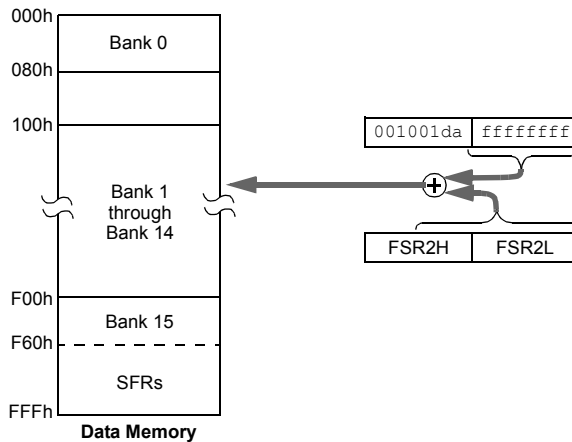 000h
Bank 0
080h
100h
001001da ffffffff
Bank 1
through
Bank 14
FSR2H FSR2L
F00h
Bank 15
F60h
SFRs
FFFh
Data Memory